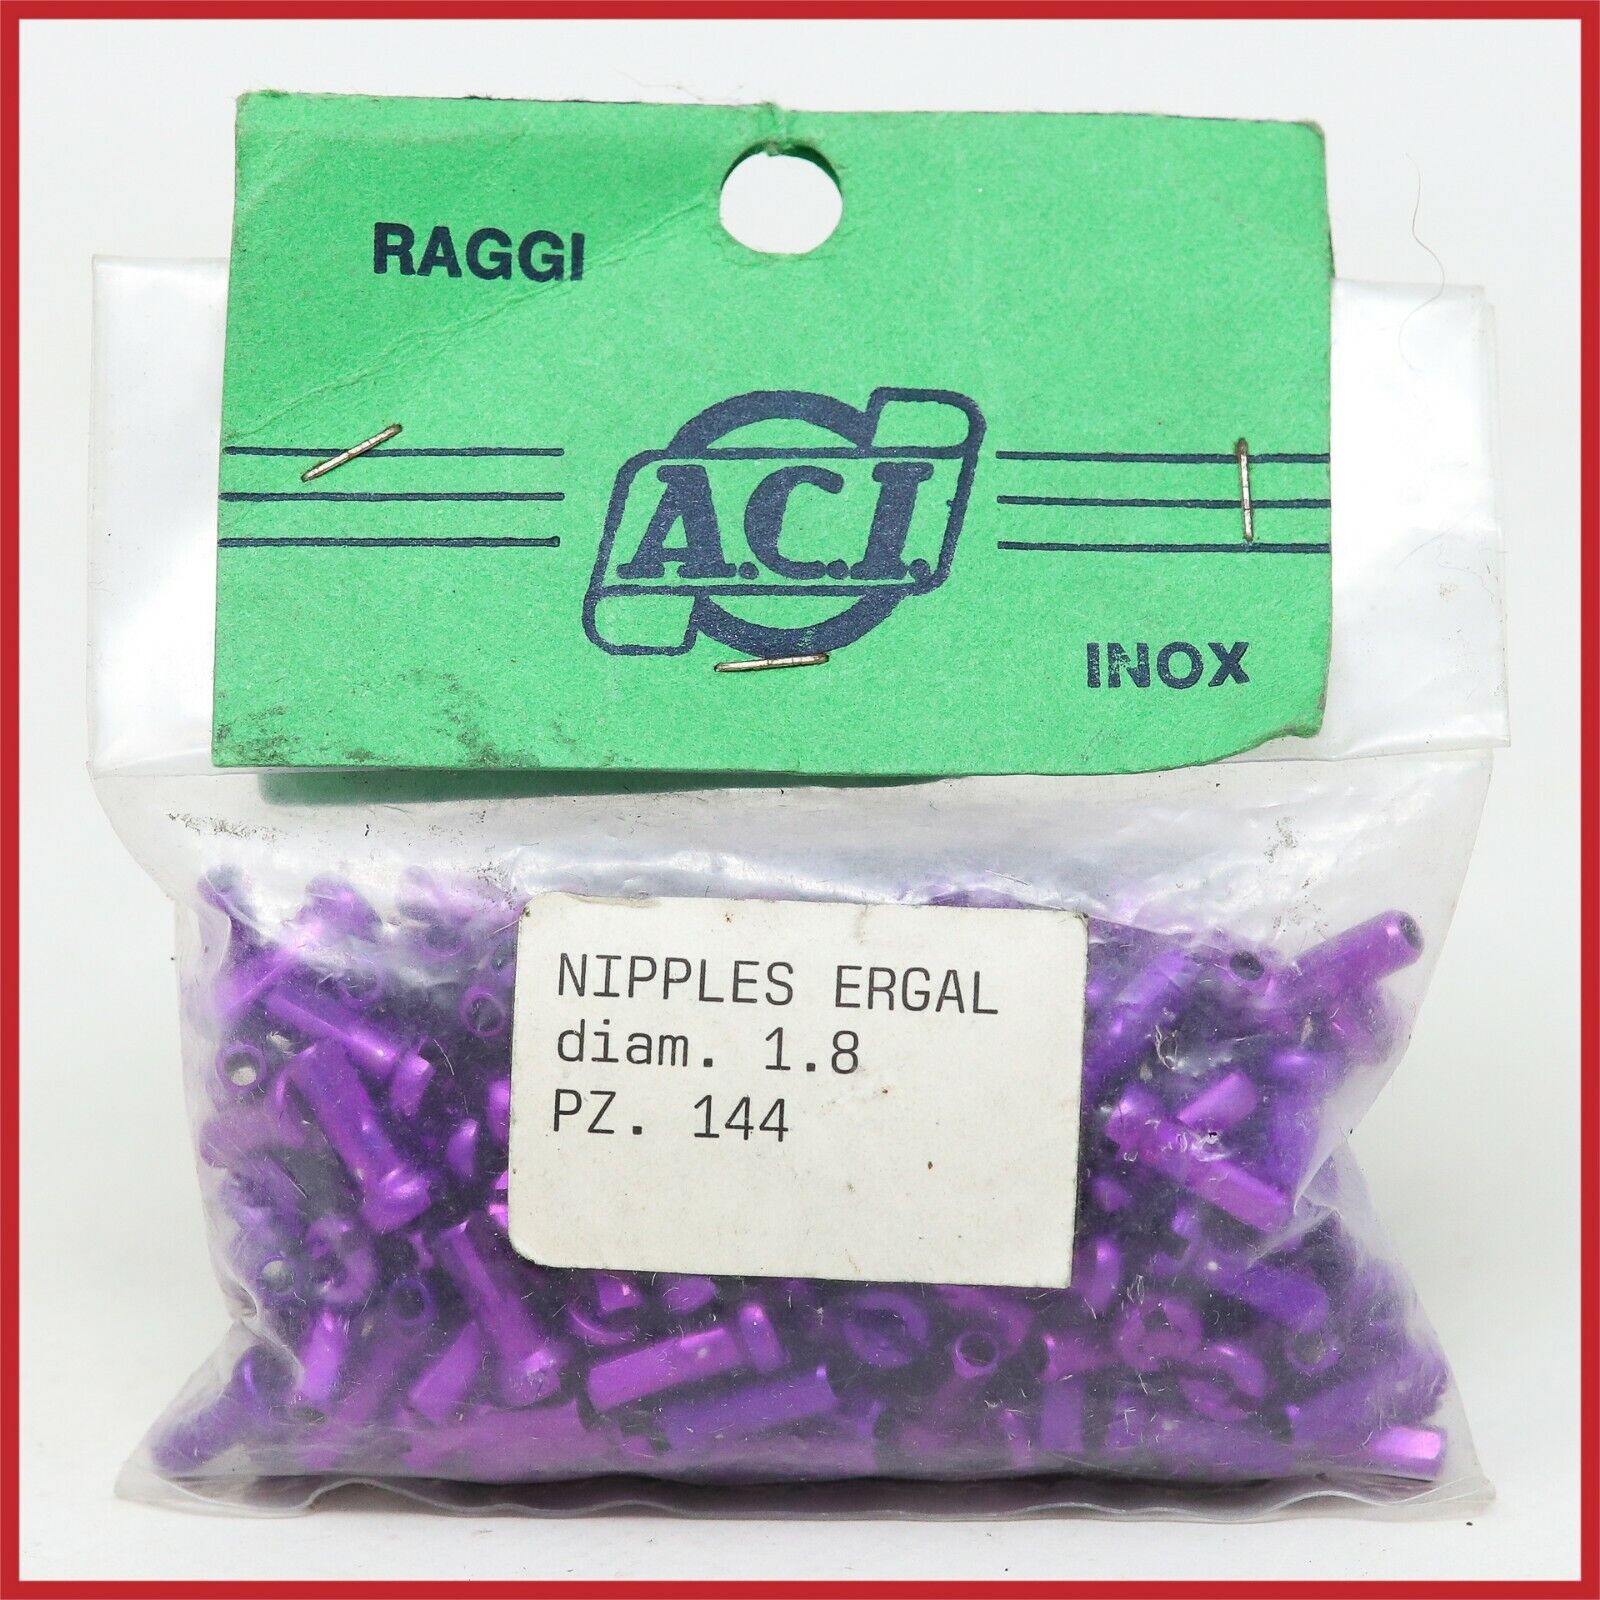 RAGGI
A.C.I.
INOX
NIPPLES ERGAL
diam. 1.8
PZ. 144